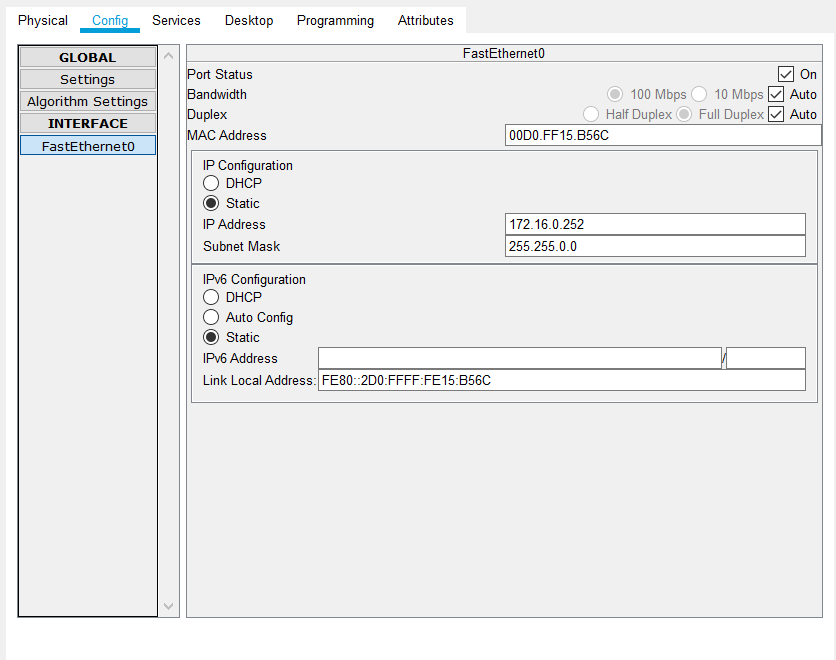 Physical Config Services Desktop Programming Attributes
GLOBAL
Settings
Algorithm Settings
INTERFACE
FastEthernet0
FastEthernet0
Port Status On
Bandwidth 100 Mbps 10 Mbps Auto
Duplex Half Duplex Full Duplex Auto
MAC Address 00D0.FF15.B56C
IP Configuration
DHCP
Static
IP Address 172.16.0.252
Subnet Mask 255.255.0.0
IPv6 Configuration
DHCP
Auto Config
Static
IPv6 Address /
Link Local Address: FE80::2D0:FFFF:FE15:B56C